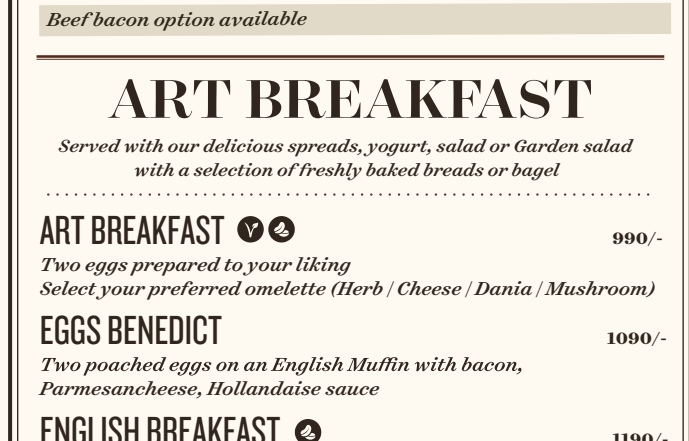 Beef bacon option available
ART BREAKFAST
Served with our delicious spreads, yogurt, salad or Garden salad
with a selection of freshly baked breads or bagel
ART BREAKFAST 990/-
Two eggs prepared to your liking
Select your preferred omelette (Herb / Cheese / Dania / Mushroom)
EGGS BENEDICT 1090/-
Two poached eggs on an English Muffin with bacon,
Parmesancheese, Hollandaise sauce
ENGLISH BREAKFAST 1190/-